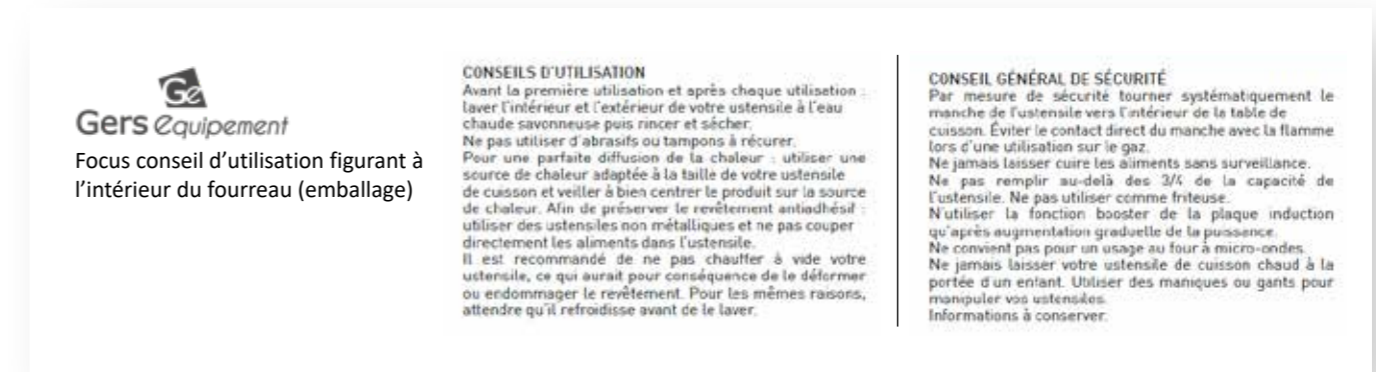 Ge
Gers equipement
Focus conseil d’utilisation figurant à
l’intérieur du fourreau (emballage)
CONSEILS D'UTILISATION
Avant la première utilisation et après chaque utilisation :
laver l'intérieur et l'extérieur de votre ustensile à l'eau
chaude savonneuse puis rincer et sécher.
Ne pas utiliser d'abrasifs ou tampons à récurer.
Pour une parfaite diffusion de la chaleur : utiliser une
source de chaleur adaptée à la taille de votre ustensile
de cuisson et veiller à bien centrer le produit sur la source
de chaleur. Afin de préserver le revêtement antiadhésif :
utiliser des ustensiles non métalliques et ne pas couper
directement les aliments dans l'ustensile.
Il est recommandé de ne pas chauffer à vide votre
ustensile, ce qui aurait pour conséquence de le déformer
ou endommager le revêtement. Pour les mêmes raisons,
attendre qu'il refroidisse avant de le laver.
CONSEIL GÉNÉRAL DE SÉCURITÉ
Par mesure de sécurité tourner systématiquement le
manche de l'ustensile vers l'intérieur de la table de
cuisson. Éviter le contact direct du manche avec la flamme
lors d'une utilisation sur le gaz.
Ne jamais laisser cuire les aliments sans surveillance.
Ne pas remplir au-delà des 3/4 de la capacité de
l'ustensile. Ne pas utiliser comme friteuse.
N'utiliser la fonction booster de la plaque induction
qu'après augmentation graduelle de la puissance.
Ne convient pas pour un usage au four à micro-ondes.
Ne jamais laisser votre ustensile de cuisson chaud à la
portée d'un enfant. Utiliser des maniques ou gants pour
manipuler vos ustensiles.
Informations à conserver.